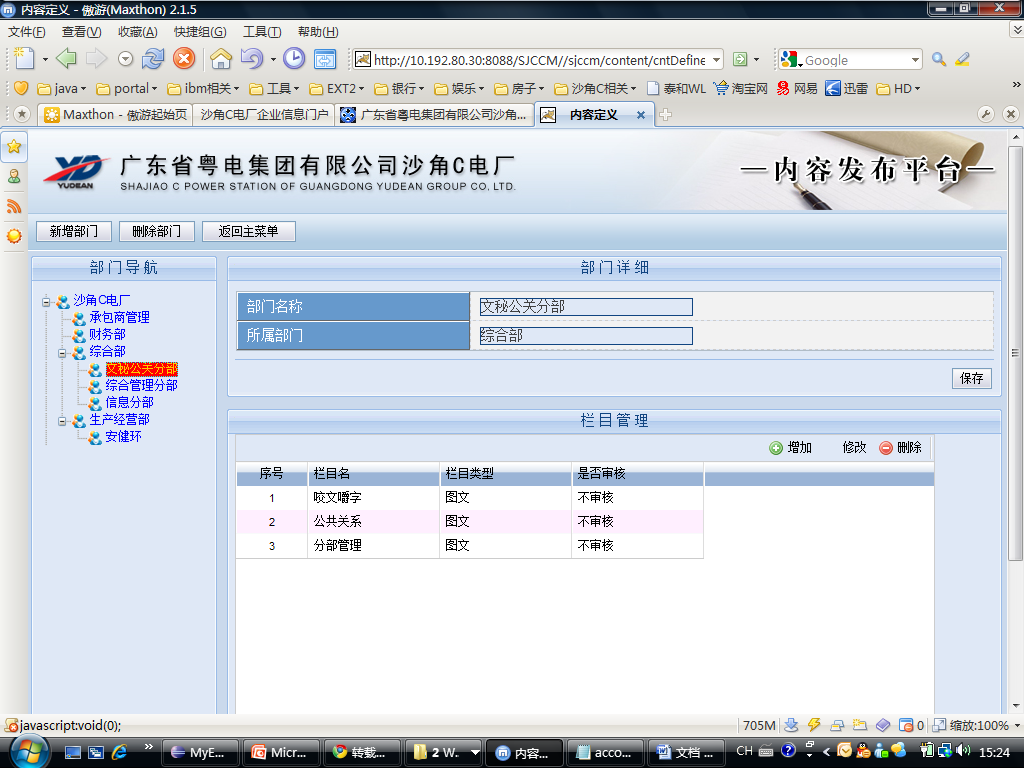 内容定义 - 傲游(Maxthon) 2.1.5
文件(F) 查看(V) 收藏(A) 快捷组(G) 工具(T) 帮助(H)
http://10.192.80.30:8088/SJCCM//sjccm/content/cntDefine
Google
java portal ibm相关 工具 EXT2 银行 娱乐 房子 沙角C相关 泰和WL 淘宝网 网易 迅雷 HD »
Maxthon - 傲游起始页 沙角C电厂企业信息门户 广东省粤电集团有限公司沙角... 内容定义
YD YUDEAN
广东省粤电集团有限公司沙角C电厂
SHAJIAO C POWER STATION OF GUANGDONG YUDEAN GROUP CO. LTD.
—内容发布平台—
新增部门 删除部门 返回主菜单
部门导航
沙角C电厂
承包商管理
财务部
综合部
文秘公关分部
综合管理分部
信息分部
生产经营部
安健环
部门详细
部门名称 文秘公关分部
所属部门 综合部
保存
栏目管理
增加 修改 删除
序号 栏目名 栏目类型 是否审核
1 咬文嚼字 图文 不审核
2 公共关系 图文 不审核
3 分部管理 图文 不审核
javascript:void(0);
705M 0 缩放:100%
» MyE... Micr... 转载... 2 W. 内容... acco... 文档 ... CH 15:24